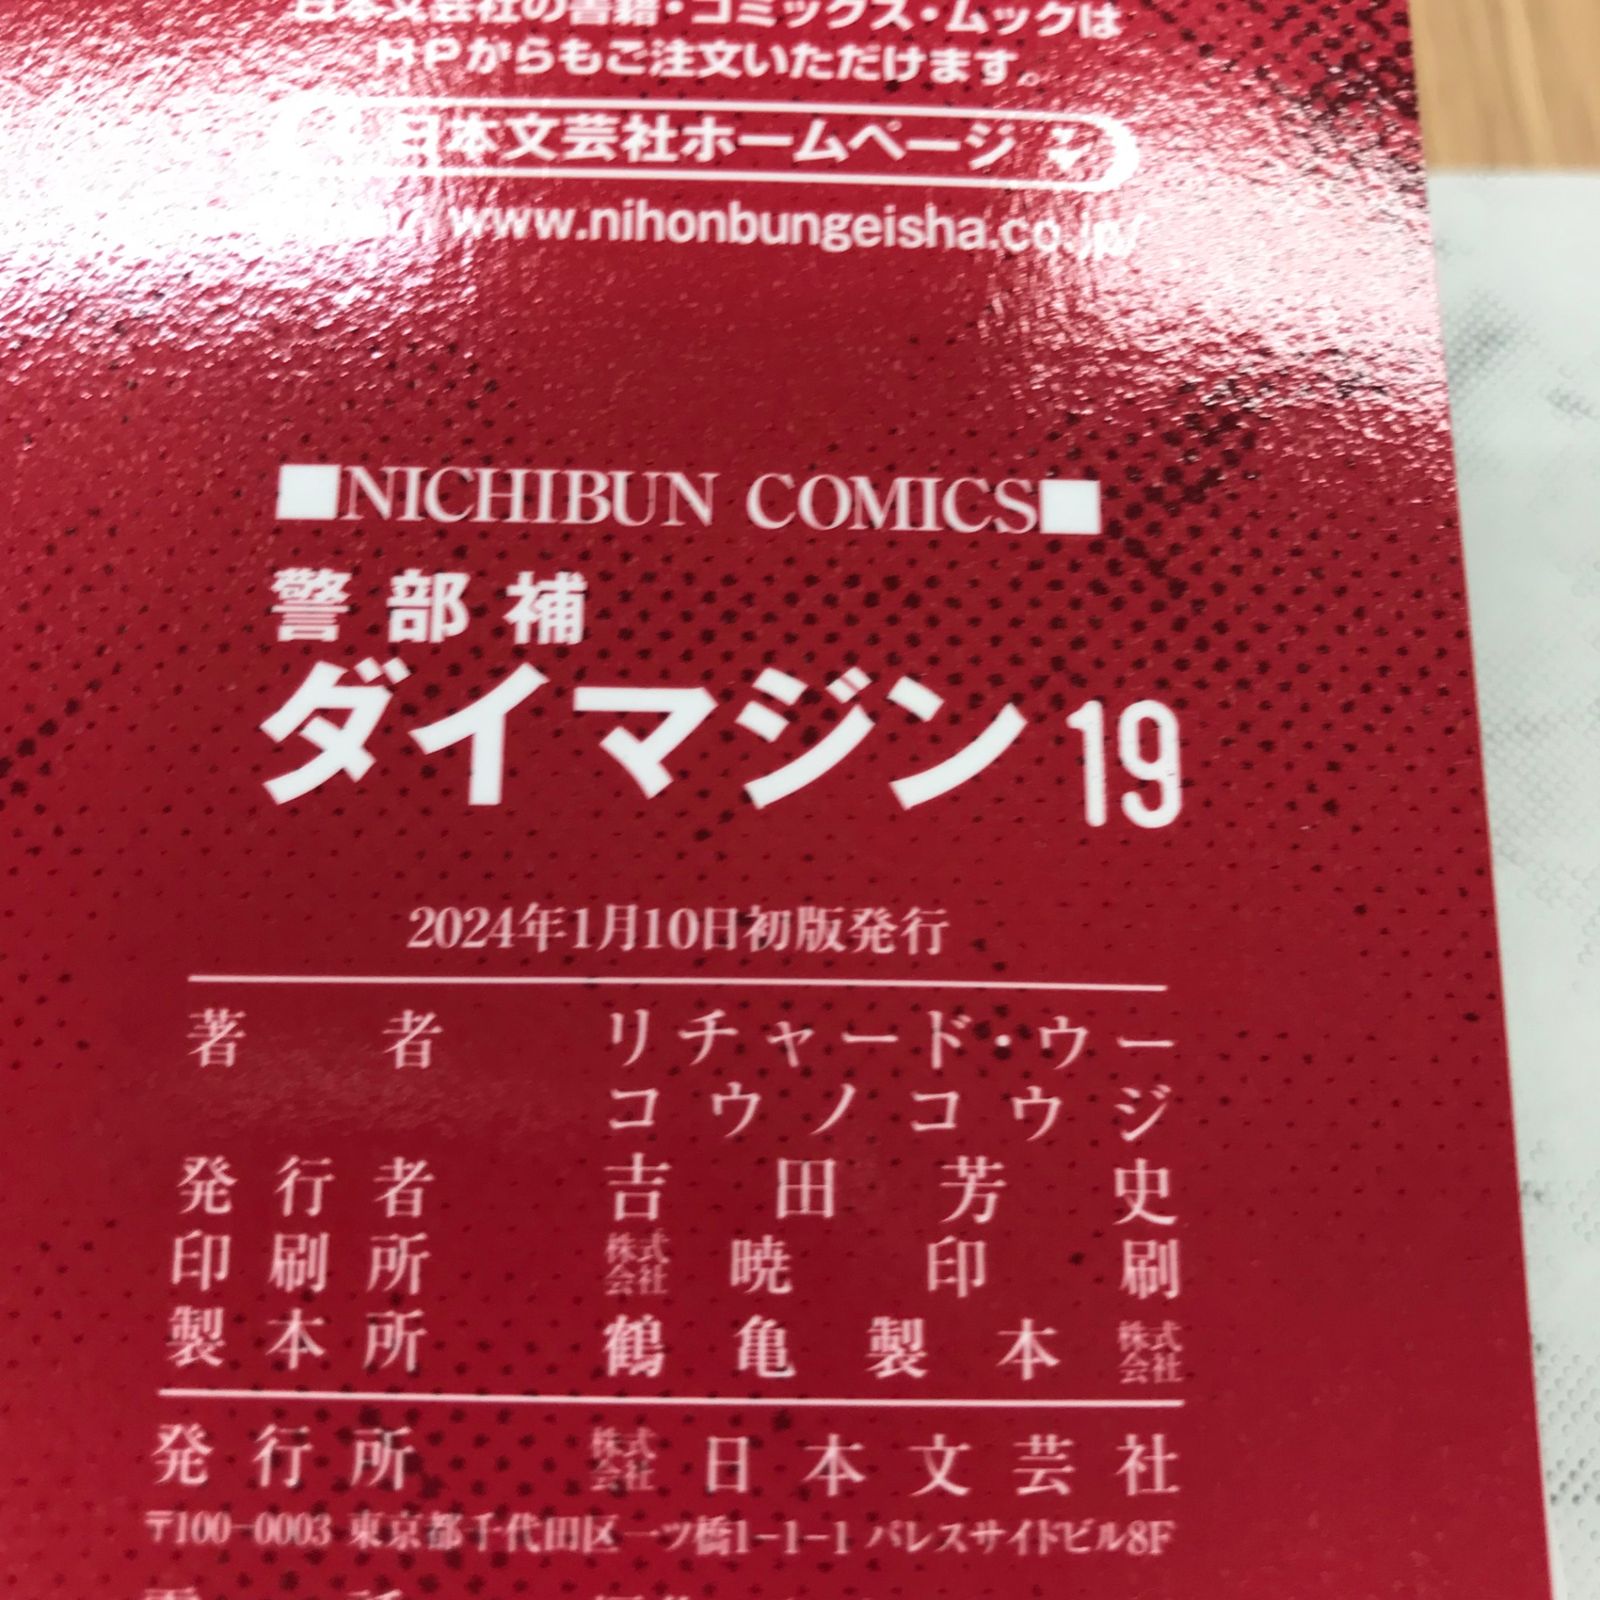 日本文芸社の書籍・コミックス・ムックは
HPからもご注文いただけます。
日本文芸社ホームページ
www.nihonbungeisha.co.jp/
■NICHIBUN COMICS■
警部補
ダイマジン 19
2024年1月10日初版発行
著者 リチャード・ウー
コウノコウジ
発行者 吉田芳史
印刷所 株式会社 暁印刷
製本所 鶴亀製本 株式会社
発行所 株式会社 日本文芸社
〒100-0003 東京都千代田区一ツ橋1-1-1 パレスサイドビル8F